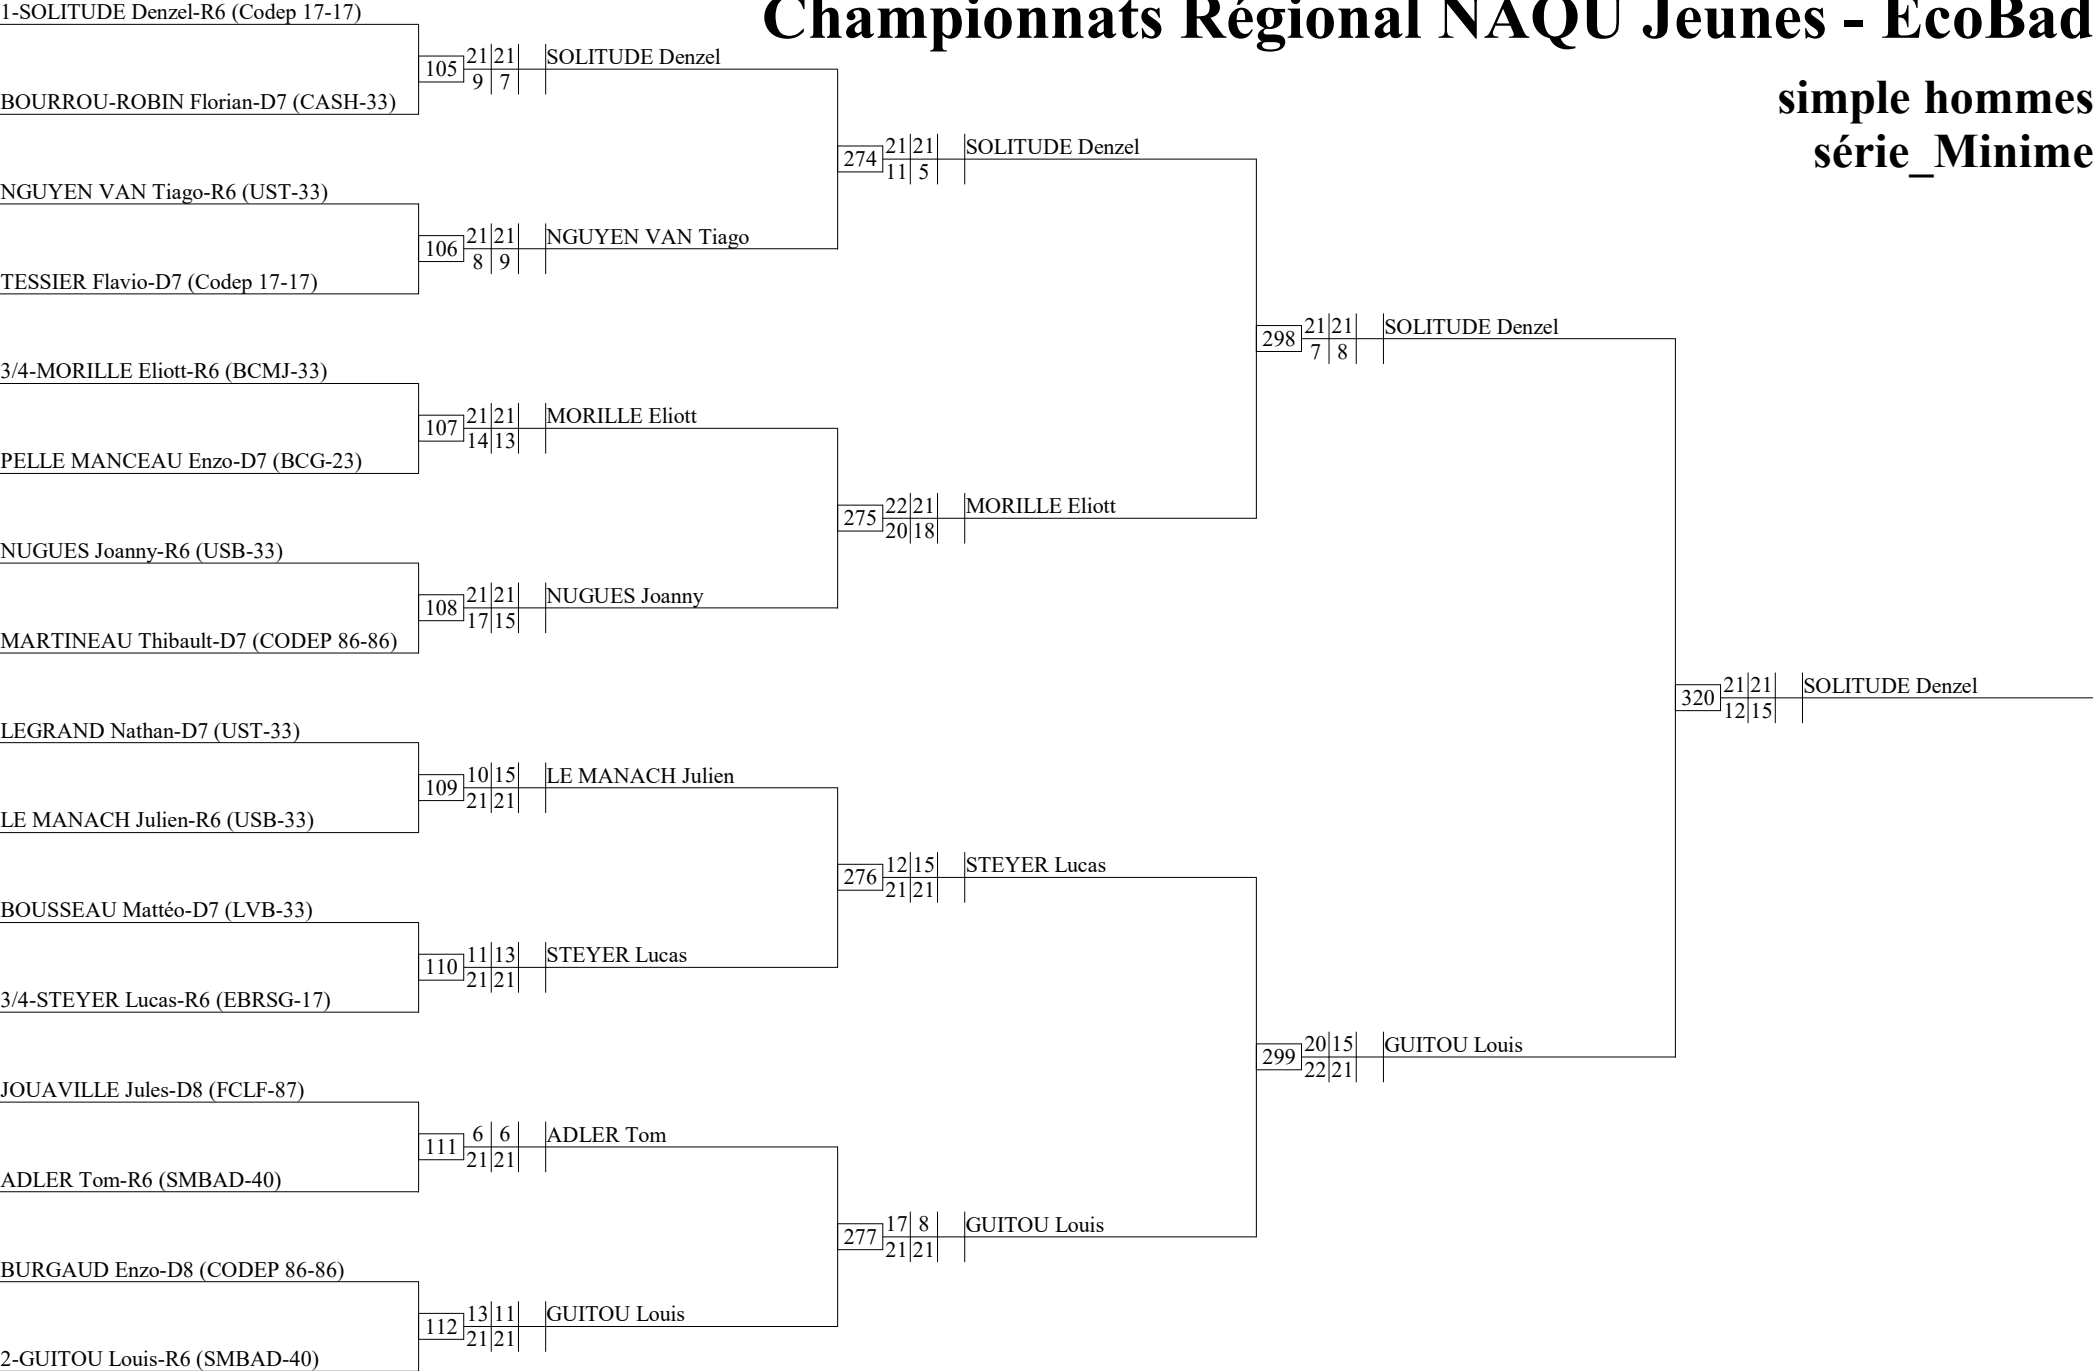 Championnats Régional NAQU Jeunes - EcoBad
simple hommes
série_Minime
1-SOLITUDE Denzel-R6 (Codep 17-17)
105 21 21 SOLITUDE Denzel
9 7
BOURROU-ROBIN Florian-D7 (CASH-33)
274 21 21 SOLITUDE Denzel
11 5
NGUYEN VAN Tiago-R6 (UST-33)
106 21 21 NGUYEN VAN Tiago
8 9
TESSIER Flavio-D7 (Codep 17-17)
298 21 21 SOLITUDE Denzel
7 8
3/4-MORILLE Eliott-R6 (BCMJ-33)
107 21 21 MORILLE Eliott
14 13
PELLE MANCEAU Enzo-D7 (BCG-23)
275 22 21 MORILLE Eliott
20 18
NUGUES Joanny-R6 (USB-33)
108 21 21 NUGUES Joanny
17 15
MARTINEAU Thibault-D7 (CODEP 86-86)
320 21 21 SOLITUDE Denzel
12 15
LEGRAND Nathan-D7 (UST-33)
109 10 15 LE MANACH Julien
21 21
LE MANACH Julien-R6 (USB-33)
276 12 15 STEYER Lucas
21 21
BOUSSEAU Mattéo-D7 (LVB-33)
110 11 13 STEYER Lucas
21 21
3/4-STEYER Lucas-R6 (EBRSG-17)
299 20 15 GUITOU Louis
22 21
JOUAVILLE Jules-D8 (FCLF-87)
111 6 6 ADLER Tom
21 21
ADLER Tom-R6 (SMBAD-40)
277 17 8 GUITOU Louis
21 21
BURGAUD Enzo-D8 (CODEP 86-86)
112 13 11 GUITOU Louis
21 21
2-GUITOU Louis-R6 (SMBAD-40)